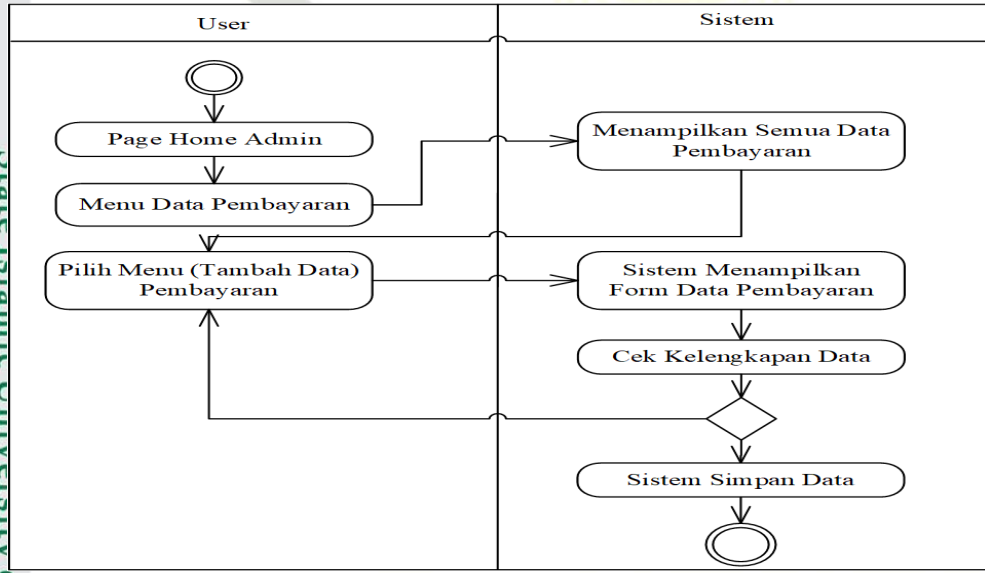 User
Sistem
Page Home Admin
Menu Data Pembayaran
Menampilkan Semua Data
Pembayaran
Pilih Menu (Tambah Data)
Pembayaran
Sistem Menampilkan
Form Data Pembayaran
Cek Kelengkapan Data
Sistem Simpan Data